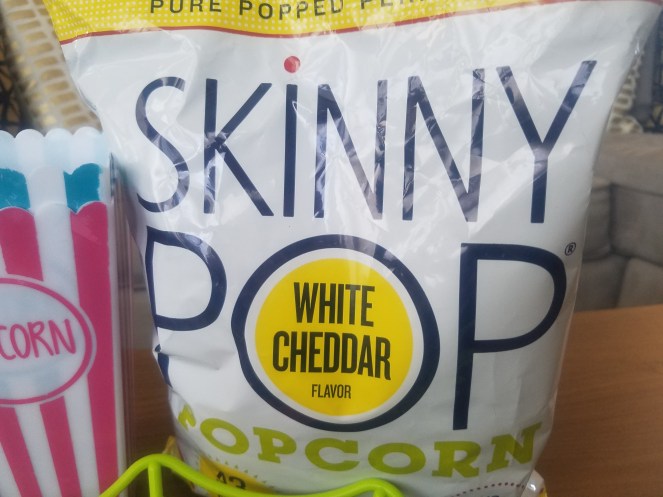 PURE POPPED
SKINNY
POP®
WHITE
CHEDDAR
FLAVOR
POPCORN
CORN